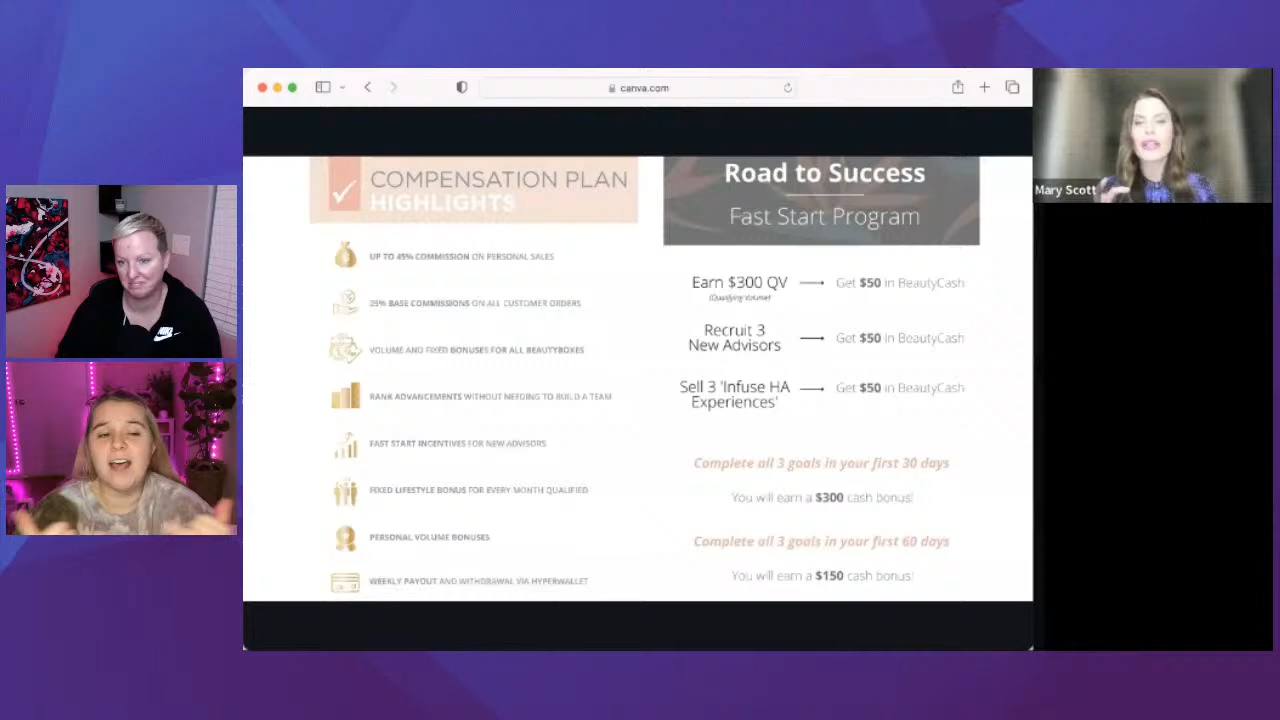 canva.com
COMPENSATION PLAN
HIGHLIGHTS
UP TO 45% COMMISSION ON PERSONAL SALES
25% BASE COMMISSIONS ON ALL CUSTOMER ORDERS
VOLUME AND FIXED BONUSES FOR ALL BEAUTYBOXES
RANK ADVANCEMENTS WITHOUT NEEDING TO BUILD A TEAM
FAST START INCENTIVES FOR NEW ADVISORS
FIXED LIFESTYLE BONUS FOR EVERY MONTH QUALIFIED
PERSONAL VOLUME BONUSES
WEEKLY PAYOUT AND WITHDRAWAL VIA HYPERWALLET
Road to Success
Fast Start Program
Earn $300 QV
(Qualifying Volume)
Get $50 in BeautyCash
Recruit 3
New Advisors
Get $50 in BeautyCash
Sell 3 'Infuse HA
Experiences'
Get $50 in BeautyCash
Complete all 3 goals in your first 30 days
You will earn a $300 cash bonus!
Complete all 3 goals in your first 60 days
You will earn a $150 cash bonus!
Mary Scott
NIKE